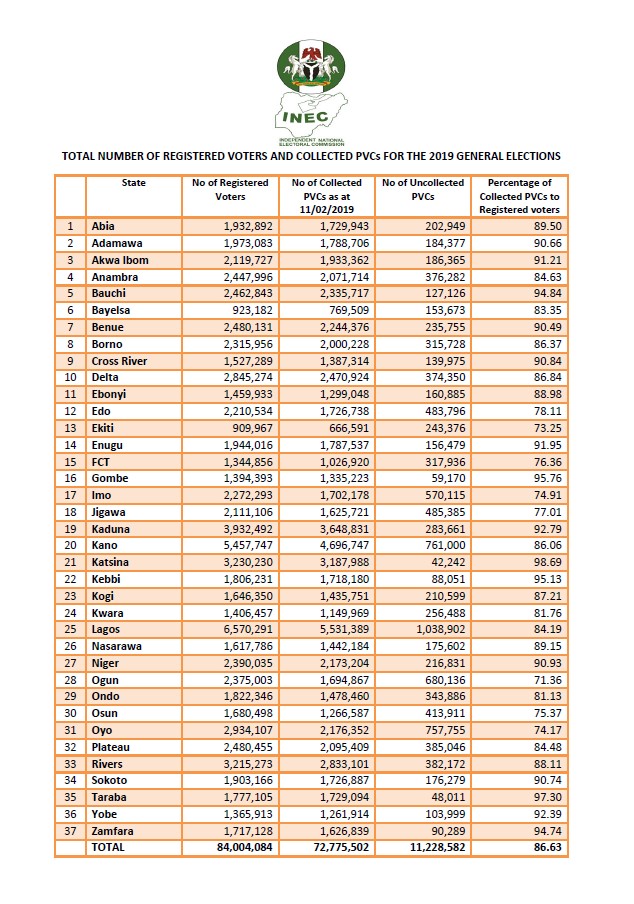 INEC
INDEPENDENT NATIONAL
ELECTORAL COMMISSION
TOTAL NUMBER OF REGISTERED VOTERS AND COLLECTED PVCs FOR THE 2019 GENERAL ELECTIONS
State No of Registered Voters No of Collected PVCs as at 11/02/2019 No of Uncollected PVCs Percentage of Collected PVCs to Registered voters
1 Abia 1,932,892 1,729,943 202,949 89.50
2 Adamawa 1,973,083 1,788,706 184,377 90.66
3 Akwa Ibom 2,119,727 1,933,362 186,365 91.21
4 Anambra 2,447,996 2,071,714 376,282 84.63
5 Bauchi 2,462,843 2,335,717 127,126 94.84
6 Bayelsa 923,182 769,509 153,673 83.35
7 Benue 2,480,131 2,244,376 235,755 90.49
8 Borno 2,315,956 2,000,228 315,728 86.37
9 Cross River 1,527,289 1,387,314 139,975 90.84
10 Delta 2,845,274 2,470,924 374,350 86.84
11 Ebonyi 1,459,933 1,299,048 160,885 88.98
12 Edo 2,210,534 1,726,738 483,796 78.11
13 Ekiti 909,967 666,591 243,376 73.25
14 Enugu 1,944,016 1,787,537 156,479 91.95
15 FCT 1,344,856 1,026,920 317,936 76.36
16 Gombe 1,394,393 1,335,223 59,170 95.76
17 Imo 2,272,293 1,702,178 570,115 74.91
18 Jigawa 2,111,106 1,625,721 485,385 77.01
19 Kaduna 3,932,492 3,648,831 283,661 92.79
20 Kano 5,457,747 4,696,747 761,000 86.06
21 Katsina 3,230,230 3,187,988 42,242 98.69
22 Kebbi 1,806,231 1,718,180 88,051 95.13
23 Kogi 1,646,350 1,435,751 210,599 87.21
24 Kwara 1,406,457 1,149,969 256,488 81.76
25 Lagos 6,570,291 5,531,389 1,038,902 84.19
26 Nasarawa 1,617,786 1,442,184 175,602 89.15
27 Niger 2,390,035 2,173,204 216,831 90.93
28 Ogun 2,375,003 1,694,867 680,136 71.36
29 Ondo 1,822,346 1,478,460 343,886 81.13
30 Osun 1,680,498 1,266,587 413,911 75.37
31 Oyo 2,934,107 2,176,352 757,755 74.17
32 Plateau 2,480,455 2,095,409 385,046 84.48
33 Rivers 3,215,273 2,833,101 382,172 88.11
34 Sokoto 1,903,166 1,726,887 176,279 90.74
35 Taraba 1,777,105 1,729,094 48,011 97.30
36 Yobe 1,365,913 1,261,914 103,999 92.39
37 Zamfara 1,717,128 1,626,839 90,289 94.74
TOTAL 84,004,084 72,775,502 11,228,582 86.63